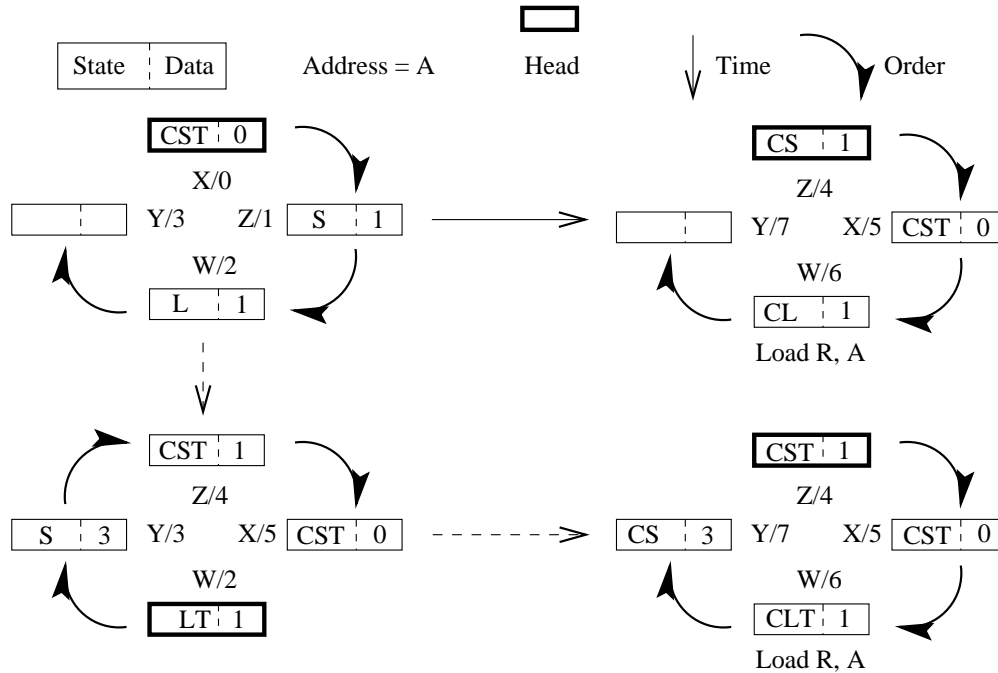 State Data Address = A Head Time Order
CST 0
X/0
Y/3 Z/1 S 1
W/2
L 1
CS 1
Z/4
Y/7 X/5 CST 0
W/6
CL 1
Load R, A
CST 1
Z/4
S 3 Y/3 X/5 CST 0
W/2
LT 1
CST 1
Z/4
CS 3 Y/7 X/5 CST 0
W/6
CLT 1
Load R, A